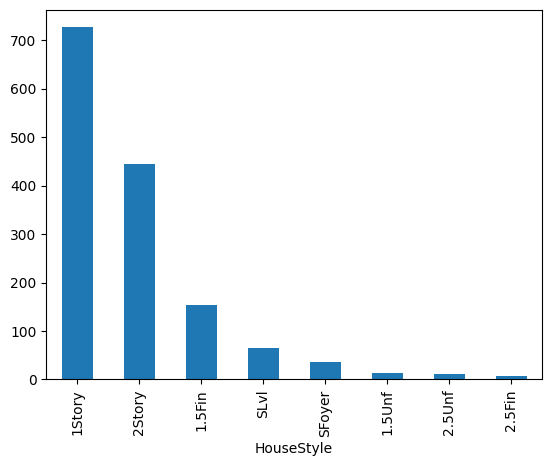 700
600
500
400
300
200
100
0
1Story
2Story
1.5Fin
SLvl
SFoyer
1.5Unf
2.5Unf
2.5Fin
HouseStyle